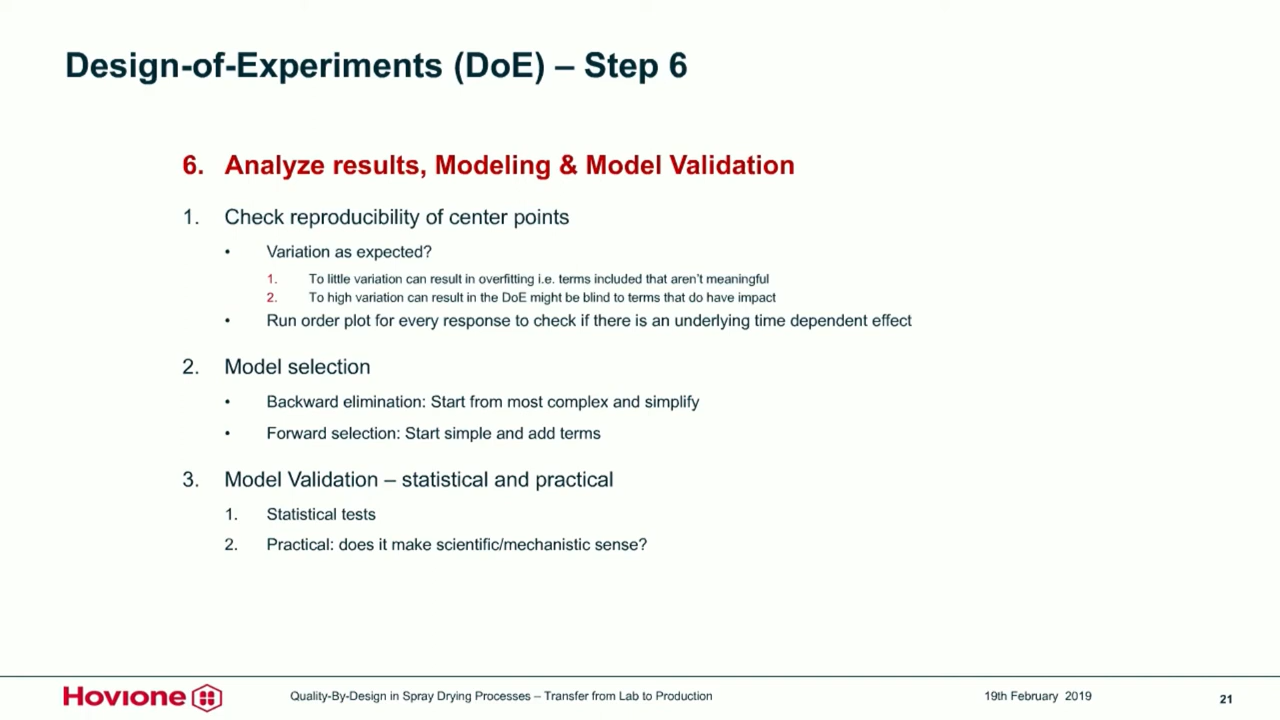 Design-of-Experiments (DoE) – Step 6
6. Analyze results, Modeling & Model Validation
1. Check reproducibility of center points
• Variation as expected?
1. To little variation can result in overfitting i.e. terms included that aren't meaningful
2. To high variation can result in the DoE might be blind to terms that do have impact
• Run order plot for every response to check if there is an underlying time dependent effect
2. Model selection
• Backward elimination: Start from most complex and simplify
• Forward selection: Start simple and add terms
3. Model Validation – statistical and practical
1. Statistical tests
2. Practical: does it make scientific/mechanistic sense?
Hovione
Quality-By-Design in Spray Drying Processes – Transfer from Lab to Production
19th February 2019
21